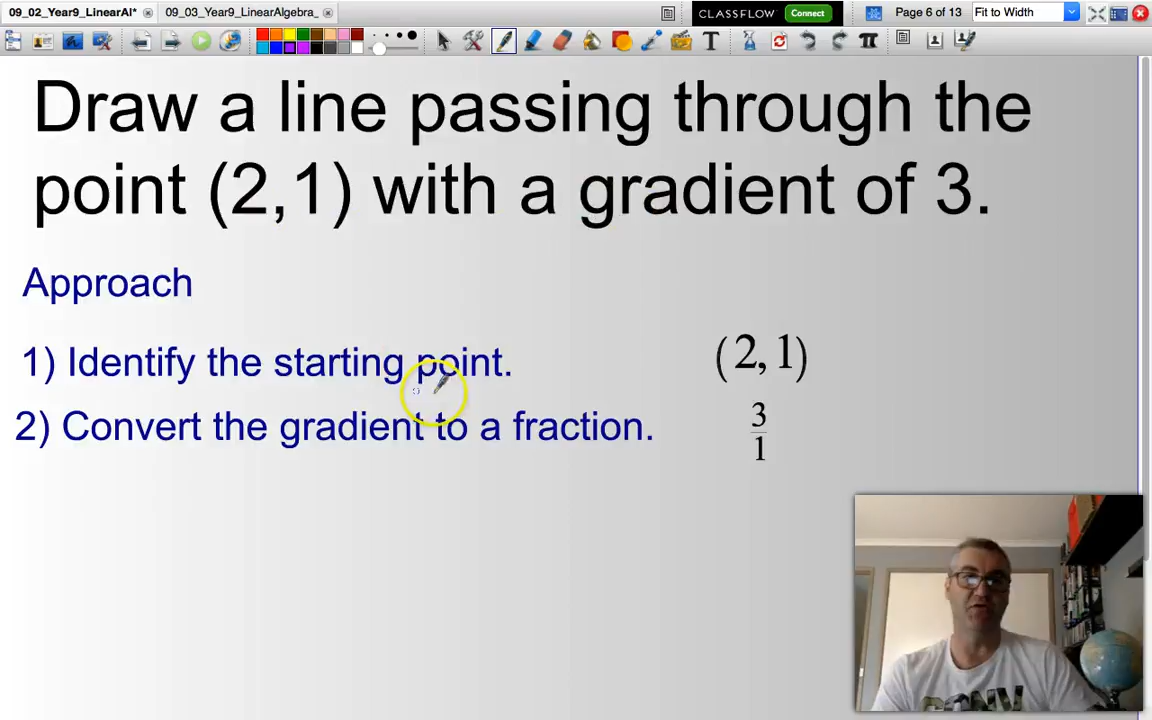 09_02_Year9_LinearAl*
09_03_Year9_LinearAlgebra_
CLASSFLOW Connect
Page 6 of 13
Fit to Width
T
π
Draw a line passing through the
point (2,1) with a gradient of 3.
Approach
1) Identify the starting point.
(2, 1)
2) Convert the gradient to a fraction.
3
1